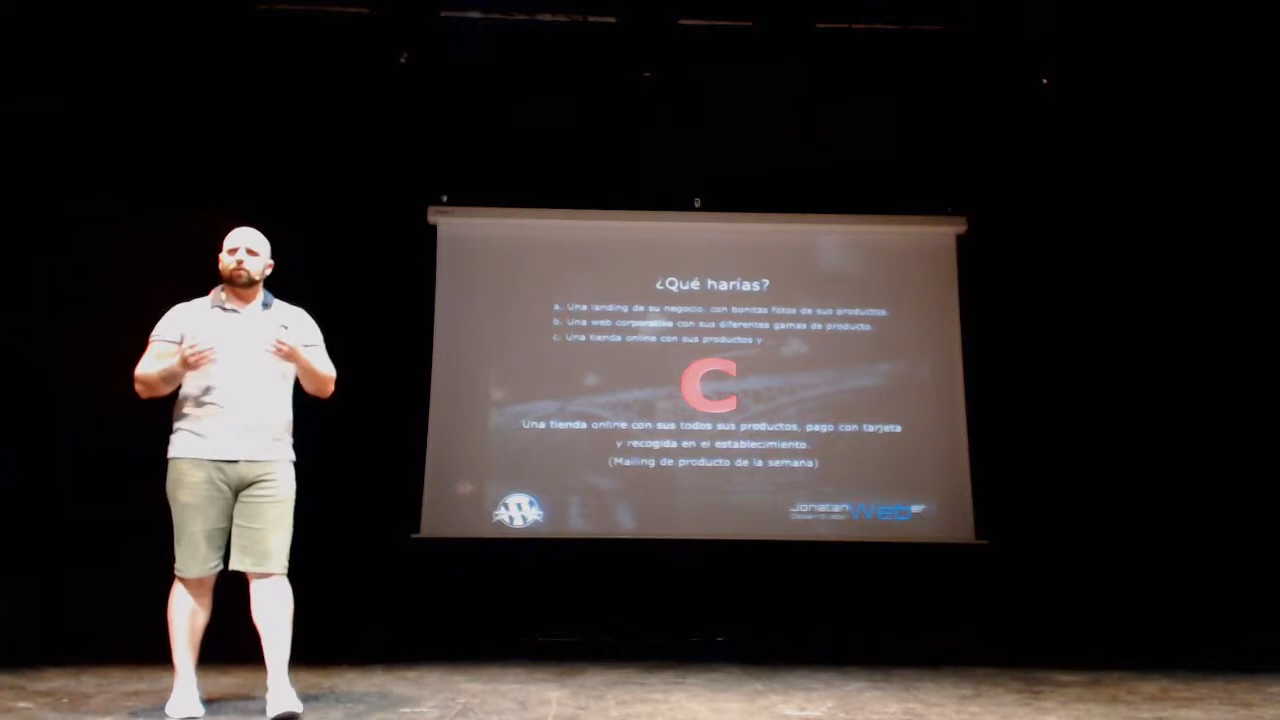 ¿Qué harías?
a. Una landing de su negocio, con bonitas fotos de sus productos.
b. Una web corporativa con sus diferentes gamas de producto.
c. Una tienda online con sus productos y
C
Una tienda online con sus todos sus productos, pago con tarjeta
y recogida en el establecimiento.
(Mailing de producto de la semana)
JonatanWeber